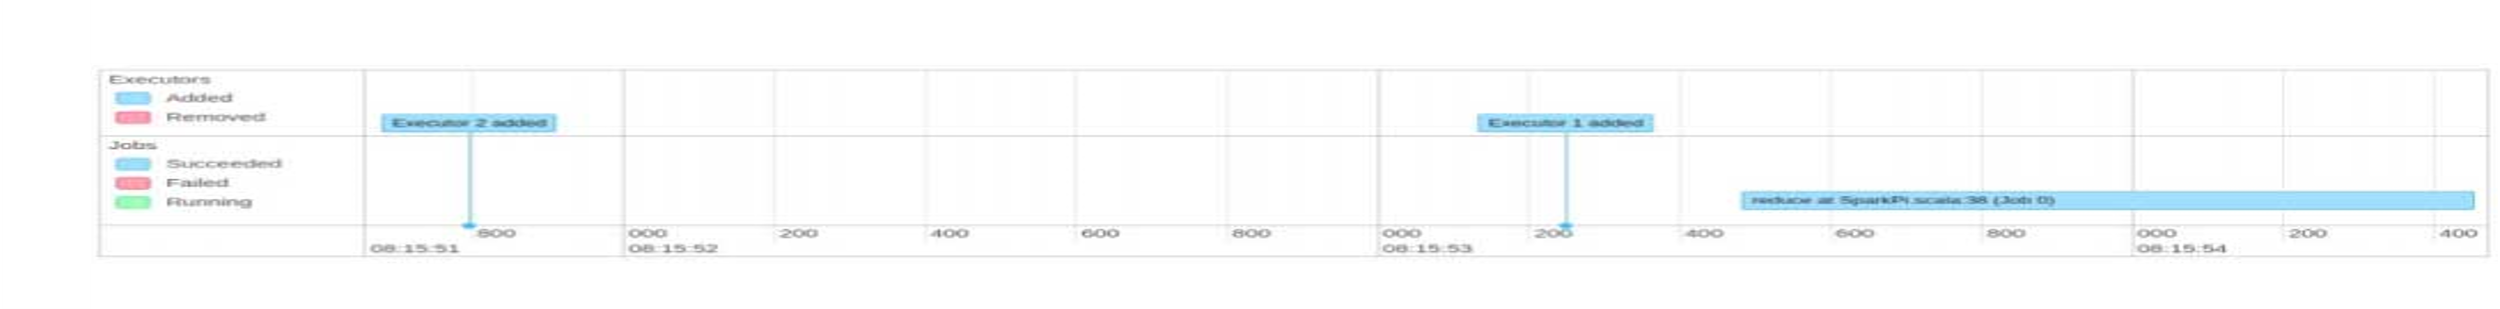 Executors
Added
Removed
Executor 2 added
Executor 1 added
Jobs
Succeeded
Failed
Running
reduce at SparkPi.scala:38 (Job 0)
800 000 200 400 600 800 000 200 400 600 800 000 200 400
08:15:51 08:15:52 08:15:53 08:15:54